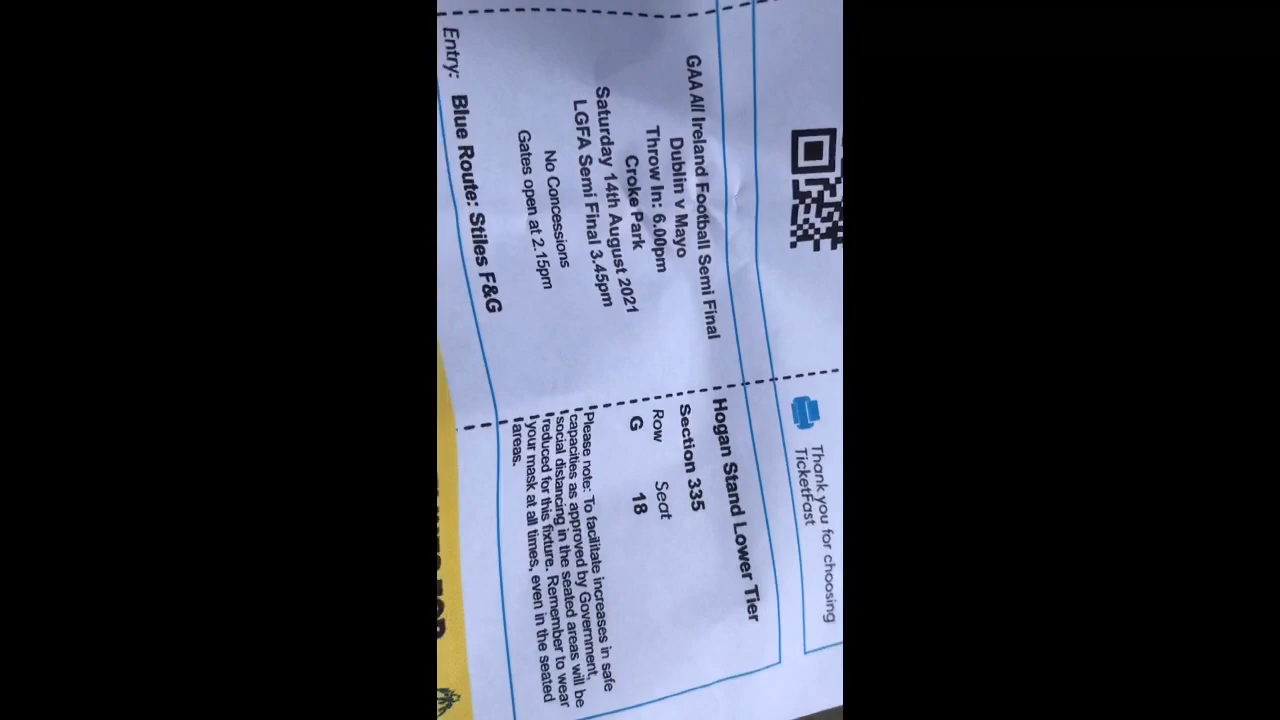 Thank you for choosing
TicketFast
GAA All Ireland Football Semi Final
Dublin v Mayo
Throw In: 6.00pm
Croke Park
Saturday 14th August 2021
LGFA Semi Final 3.45pm
No Concessions
Gates open at 2.15pm
Entry: Blue Route: Stiles F&G
Hogan Stand Lower Tier
Section 335
Row Seat
G 18
Please note: To facilitate increases in safe
capacities as approved by Government,
social distancing in the seated areas will be
reduced for this fixture. Remember to wear
your mask at all times, even in the seated
areas.